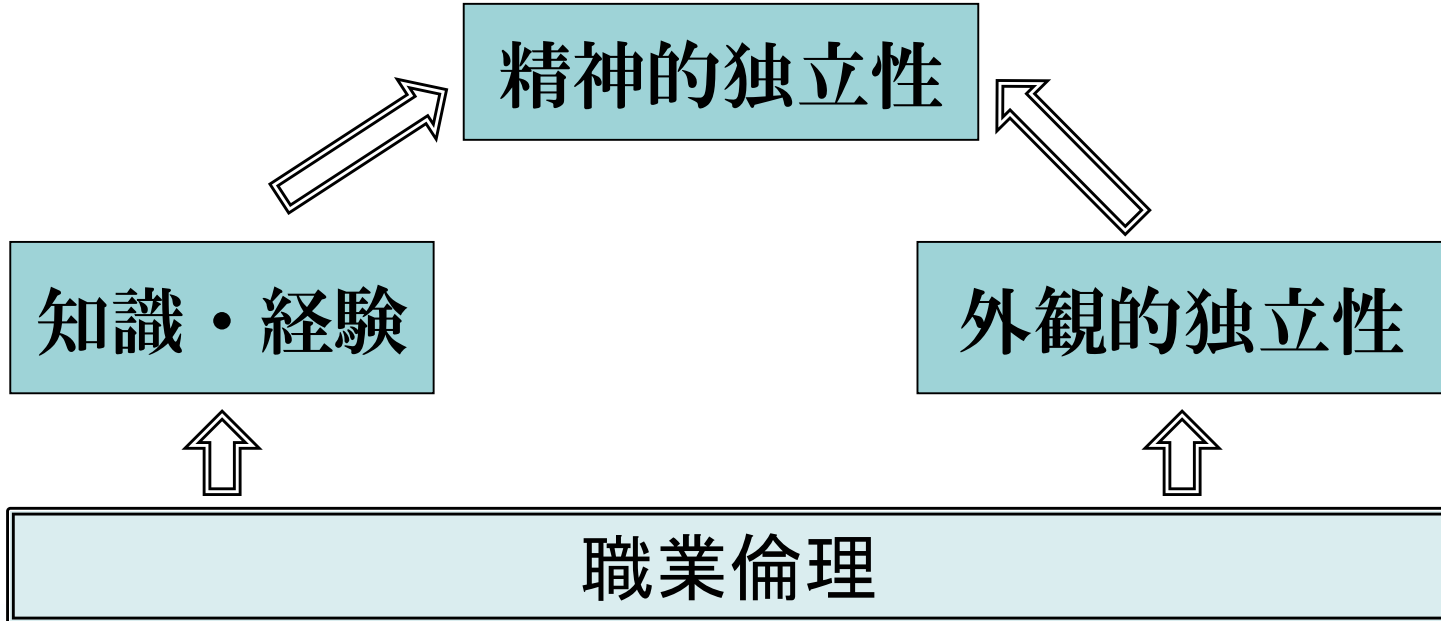 精神的独立性
知識・経験
外観的独立性
職業倫理